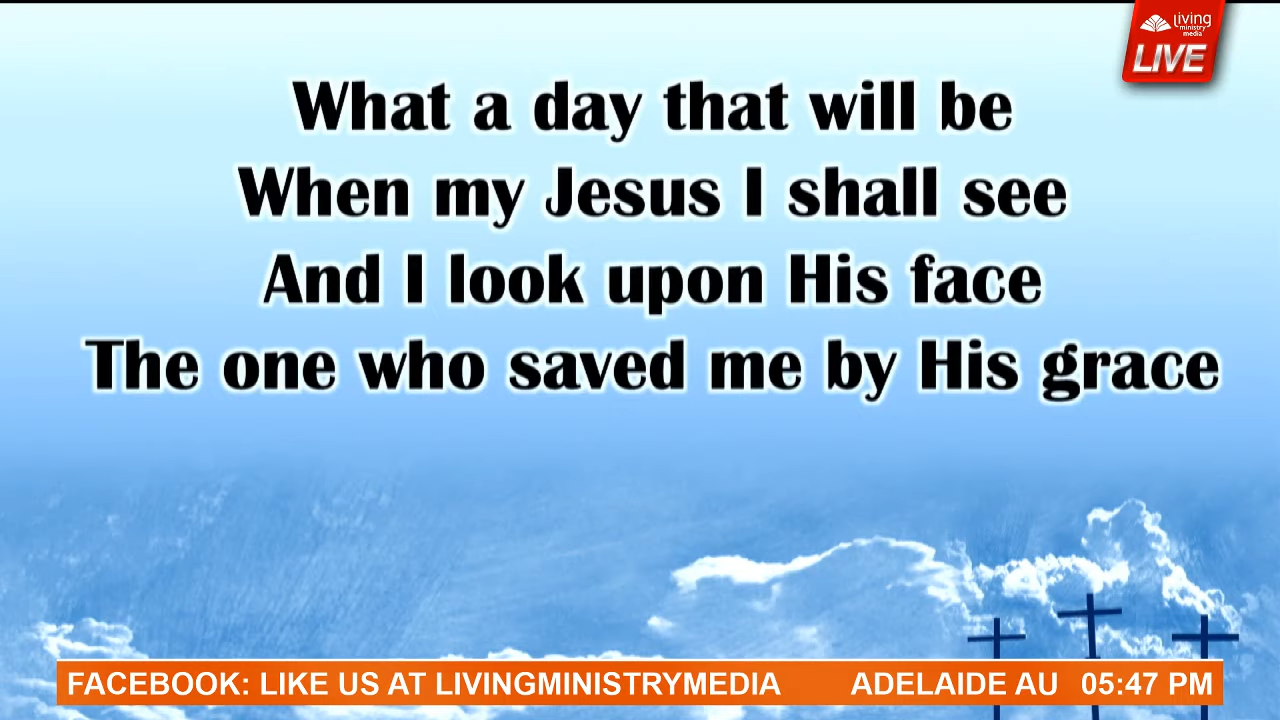 living
ministry
media
LIVE
What a day that will be
When my Jesus I shall see
And I look upon His face
The one who saved me by His grace
FACEBOOK: LIKE US AT LIVINGMINISTRYMEDIA ADELAIDE AU 05:47 PM